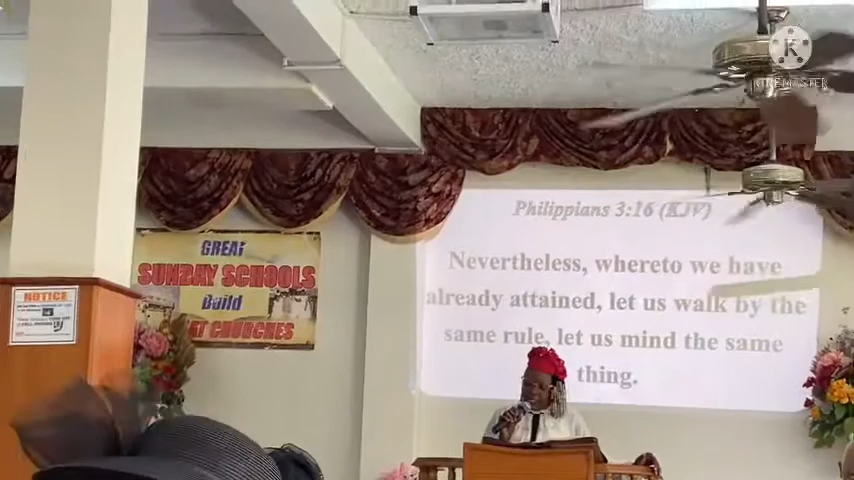 K
KINEMASTER
Philippians 3:16 (KJV)
Nevertheless, whereto we have
already attained, let us walk by the
same rule, let us mind the same
thing.
GREAT
SUNDAY SCHOOLS
Build
CHURCHES
NOTICE